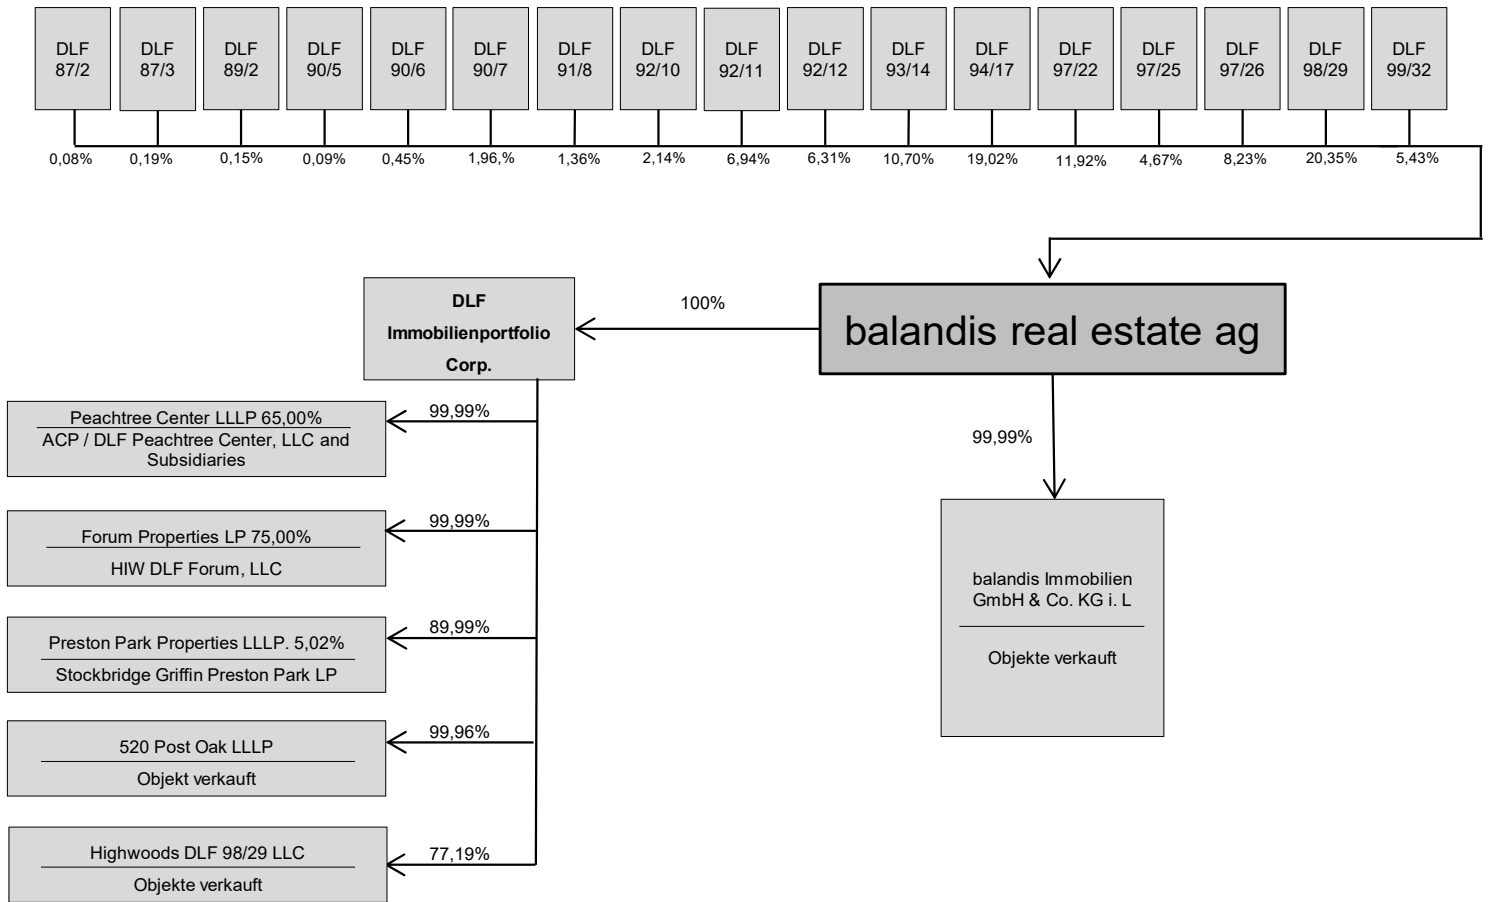 DLF
87/2
DLF
87/3
DLF
89/2
DLF
90/5
DLF
90/6
DLF
90/7
DLF
91/8
DLF
92/10
DLF
92/11
DLF
92/12
DLF
93/14
DLF
94/17
DLF
97/22
DLF
97/25
DLF
97/26
DLF
98/29
DLF
99/32
0,08%
0,19%
0,15%
0,09%
0,45%
1,96,%
1,36%
2,14%
6,94%
6,31%
10,70%
19,02%
11,92%
4,67%
8,23%
20,35%
5,43%
DLF
Immobilienportfolio
Corp.
100%
balandis real estate ag
Peachtree Center LLLP 65,00%
ACP / DLF Peachtree Center, LLC and
Subsidiaries
99,99%
Forum Properties LP 75,00%
HIW DLF Forum, LLC
99,99%
Preston Park Properties LLLP. 5,02%
Stockbridge Griffin Preston Park LP
89,99%
520 Post Oak LLLP
Objekt verkauft
99,96%
Highwoods DLF 98/29 LLC
Objekte verkauft
77,19%
99,99%
balandis Immobilien
GmbH & Co. KG i. L
Objekte verkauft